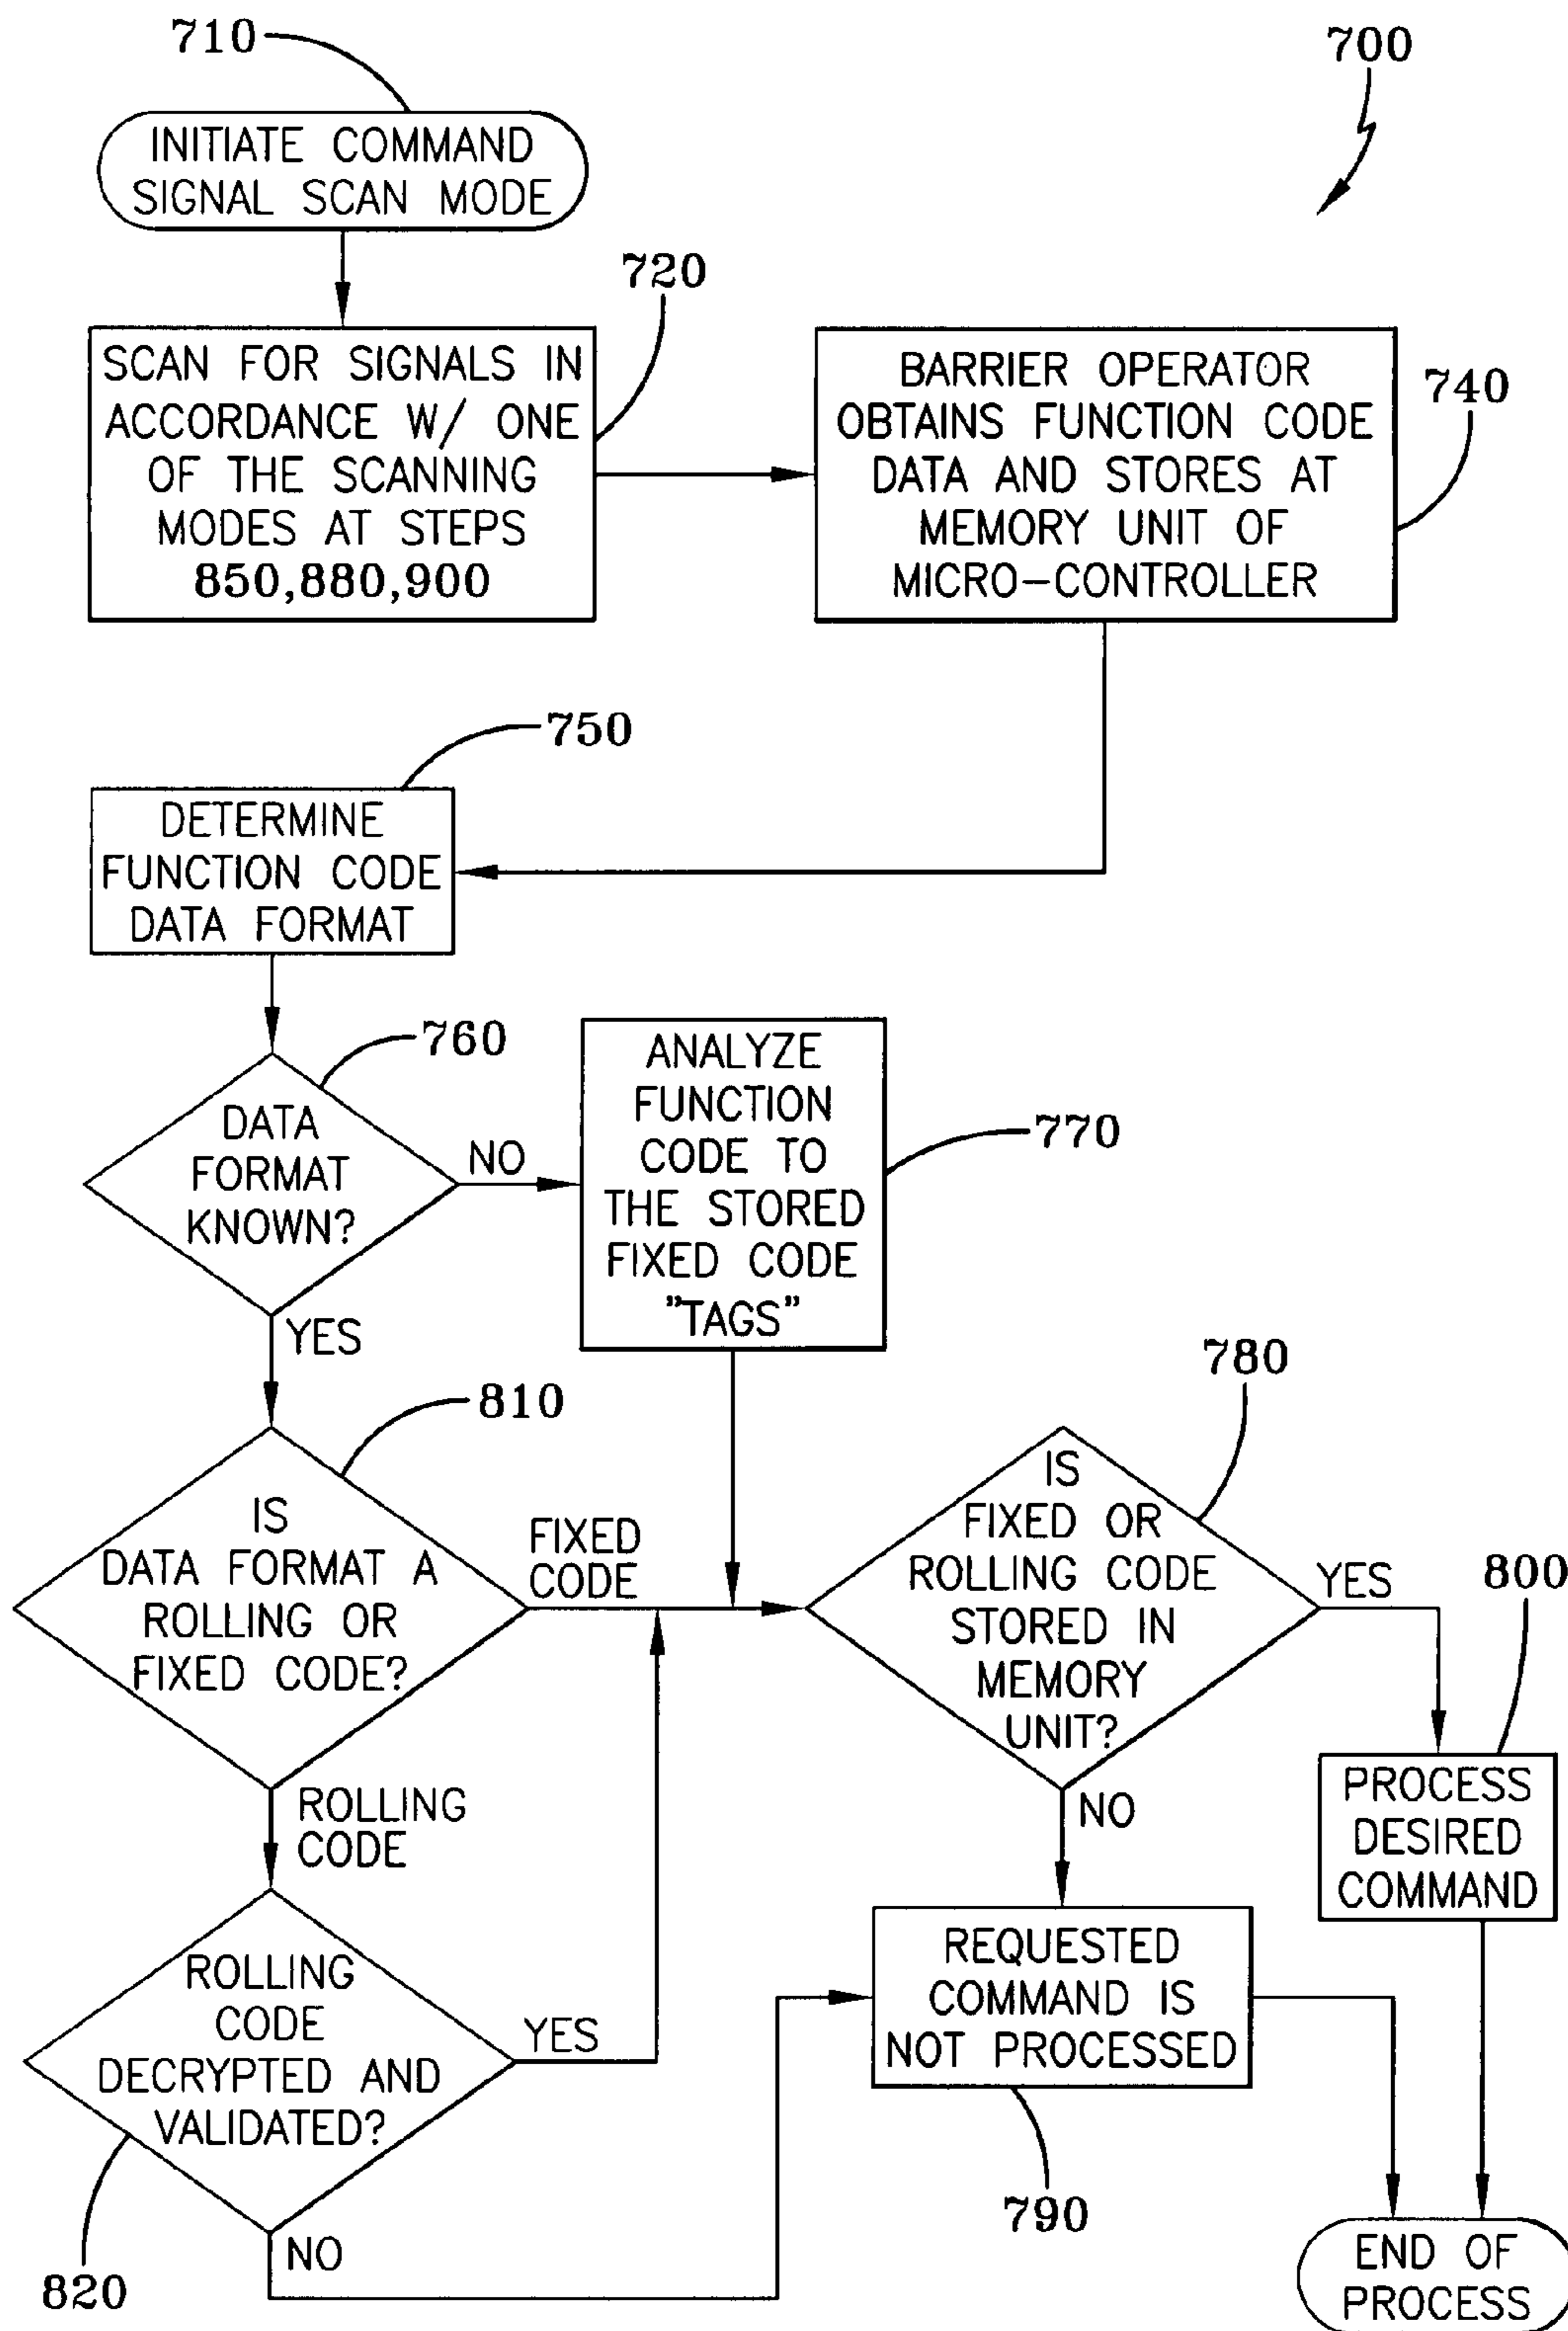 710
700
INITIATE COMMAND
SIGNAL SCAN MODE
720
SCAN FOR SIGNALS IN
ACCORDANCE W/ ONE
OF THE SCANNING
MODES AT STEPS
850,880,900
BARRIER OPERATOR
OBTAINS FUNCTION CODE
DATA AND STORES AT
MEMORY UNIT OF
MICRO-CONTROLLER
740
750
DETERMINE
FUNCTION CODE
DATA FORMAT
760
DATA
FORMAT
KNOWN?
NO
YES
ANALYZE
FUNCTION
CODE TO
THE STORED
FIXED CODE
"TAGS"
770
810
IS
DATA FORMAT A
ROLLING OR
FIXED CODE?
FIXED
CODE
ROLLING
CODE
780
IS
FIXED OR
ROLLING CODE
STORED IN
MEMORY
UNIT?
YES
NO
800
PROCESS
DESIRED
COMMAND
ROLLING
CODE
DECRYPTED AND
VALIDATED?
YES
NO
820
REQUESTED
COMMAND IS
NOT PROCESSED
790
END OF
PROCESS